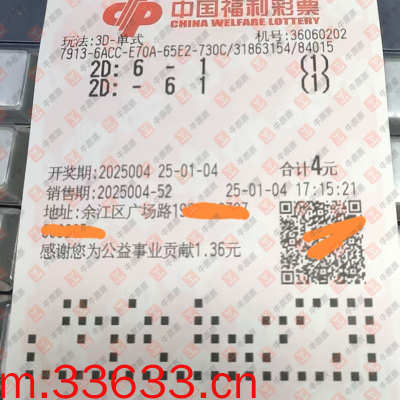 中国福利彩票
CHINA WELFARE LOTTERY
玩法:3D-单式 机号:36060202
7913-6ACC-E70A-65E2-730C/31863154/84015
2D: 6 - 1 (1)
2D: - 6 1 (1)
开奖期:2025004 25-01-04 合计4元
销售期:2025004-52 25-01-04 17:15:21
地址:余江区广场路
感谢您为公益事业贡献1.36元
m.33633.cn